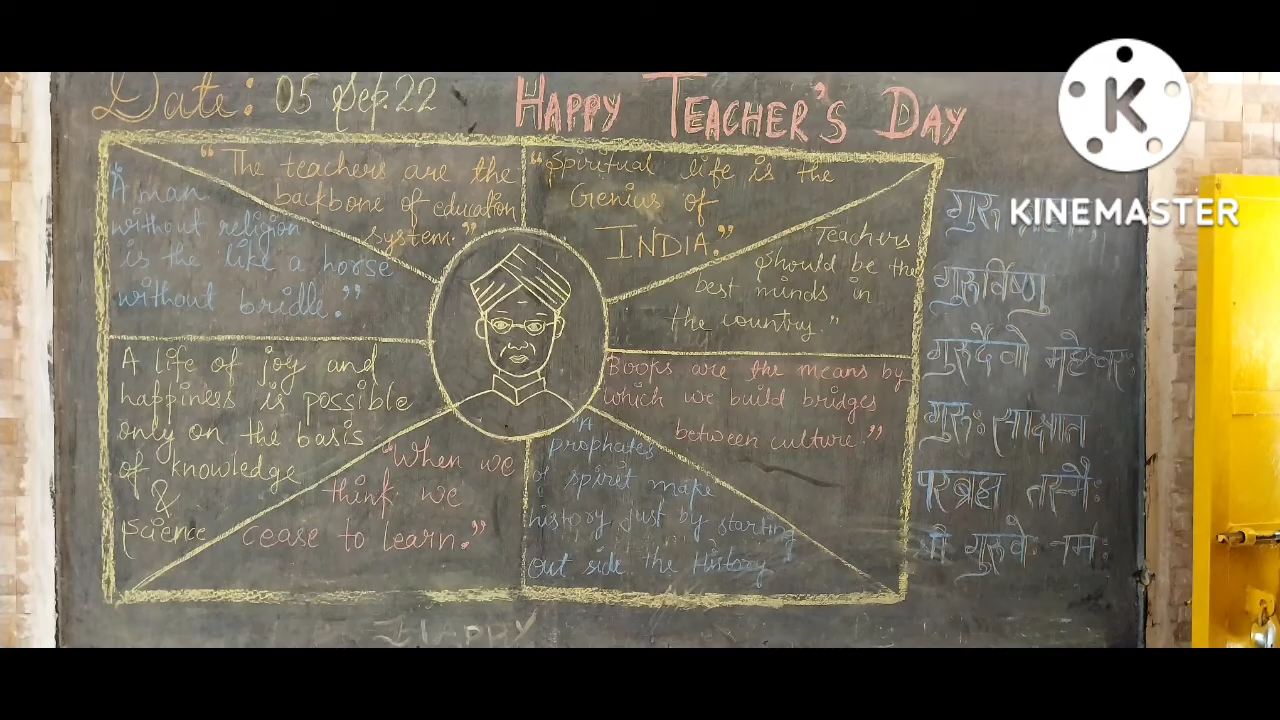 Date: 05 Sep. 22
HAPPY TEACHER'S DAY
"The teachers are the
backbone of education
system."
"Spiritual life is the
Genius of
INDIA."
"A man
without religion
is the like a horse
without bridle."
Teachers
should be the
best minds in
the country."
A life of joy and
happiness is possible
only on the basis
of knowledge
&
Science
"When we
think we
cease to learn."
"A
prophates
of spirit make
history just by starting
out side the History
Books are the means by
which we build bridges
between culture."
गुरु
गुरुर्विष्णु
गुरुदेवो महेश्वरः
गुरुः साक्षात
परब्रह्म तस्मैः
श्री गुरुवेः नमः
HAPPY
KINEMASTER